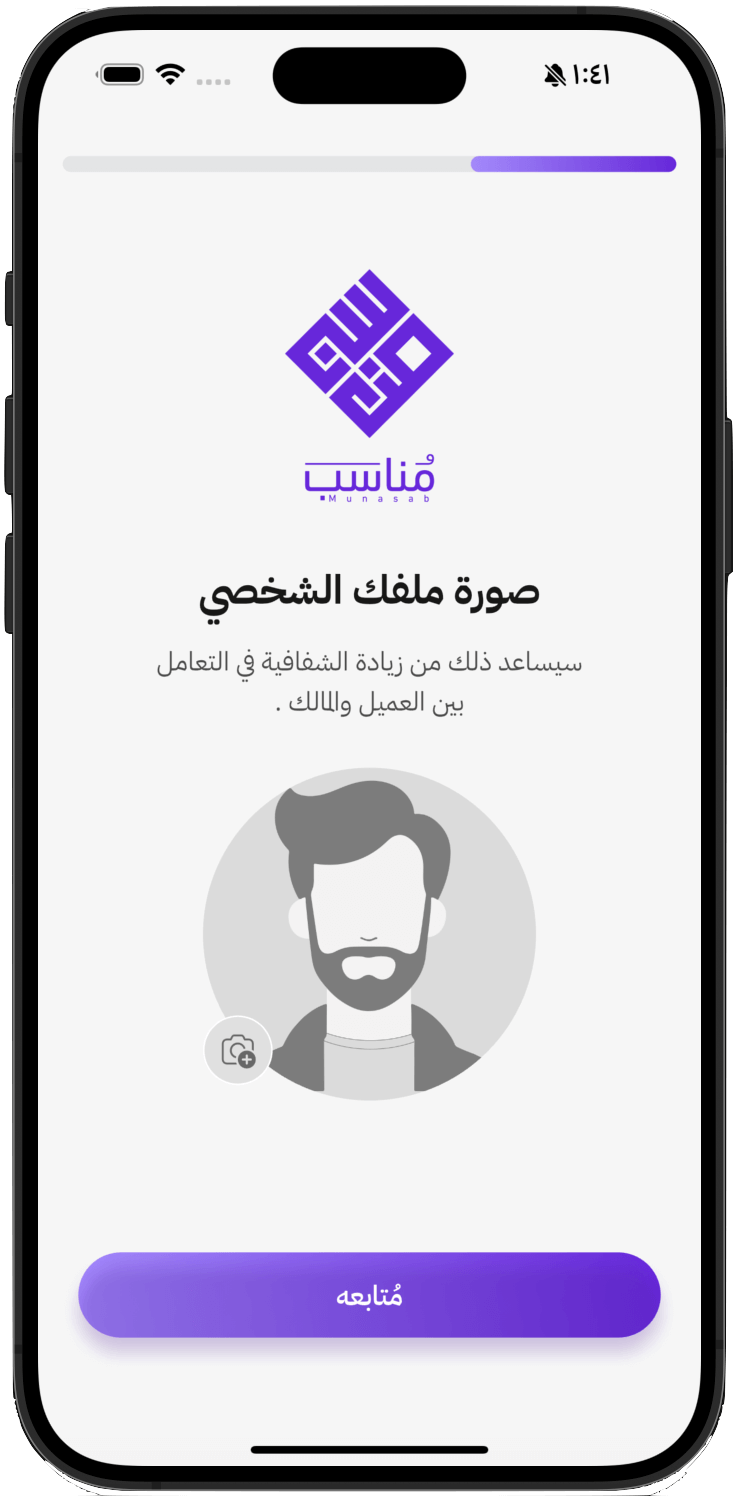 ١:٤١
مُناسب
Munasab
صورة ملفك الشخصي
سيساعد ذلك من زيادة الشفافية في التعامل
بين العميل والمالك .
مُتابعه